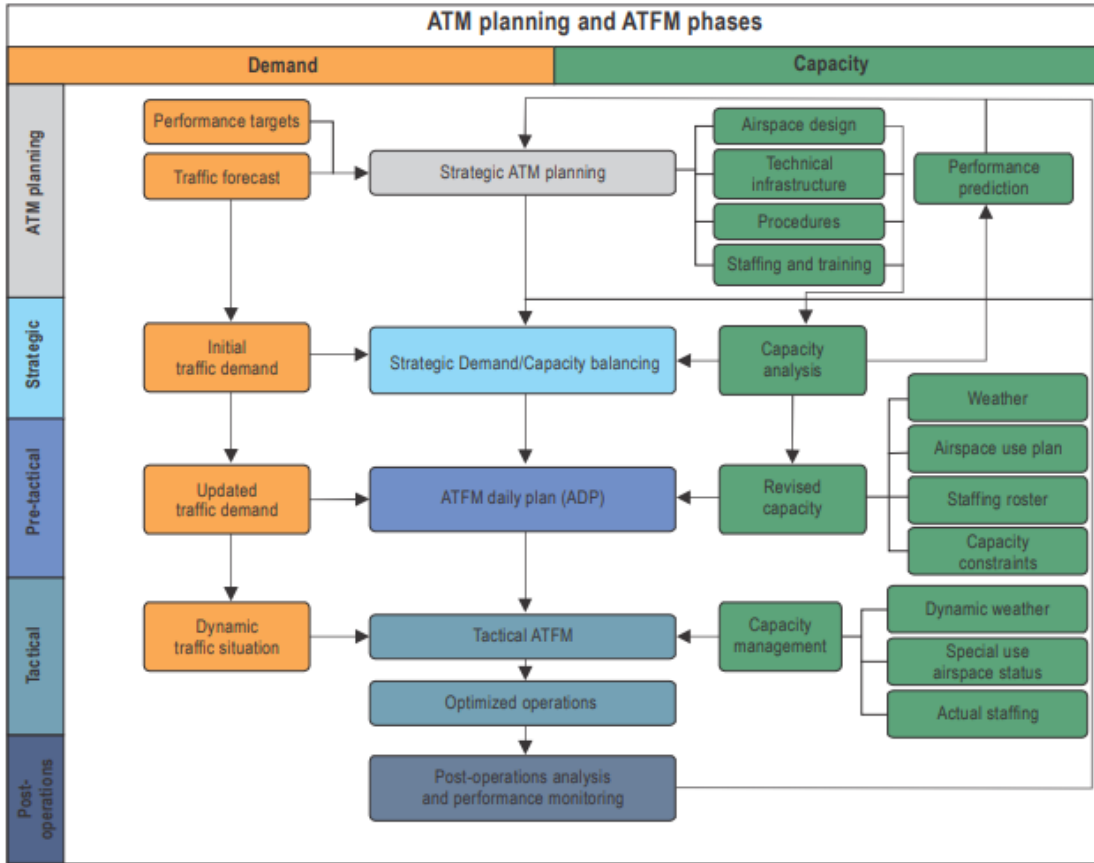 ATM planning and ATFM phases
Demand
Capacity
ATM planning
Performance targets
Traffic forecast
Strategic ATM planning
Airspace design
Technical
infrastructure
Procedures
Staffing and training
Performance
prediction
Strategic
Initial
traffic demand
Strategic Demand/Capacity balancing
Capacity
analysis
Pre-tactical
Updated
traffic demand
ATFM daily plan (ADP)
Revised
capacity
Weather
Airspace use plan
Staffing roster
Capacity
constraints
Tactical
Dynamic
traffic situation
Tactical ATFM
Capacity
management
Dynamic weather
Special use
airspace status
Actual staffing
Optimized operations
Post-
operations
Post-operations analysis
and performance monitoring